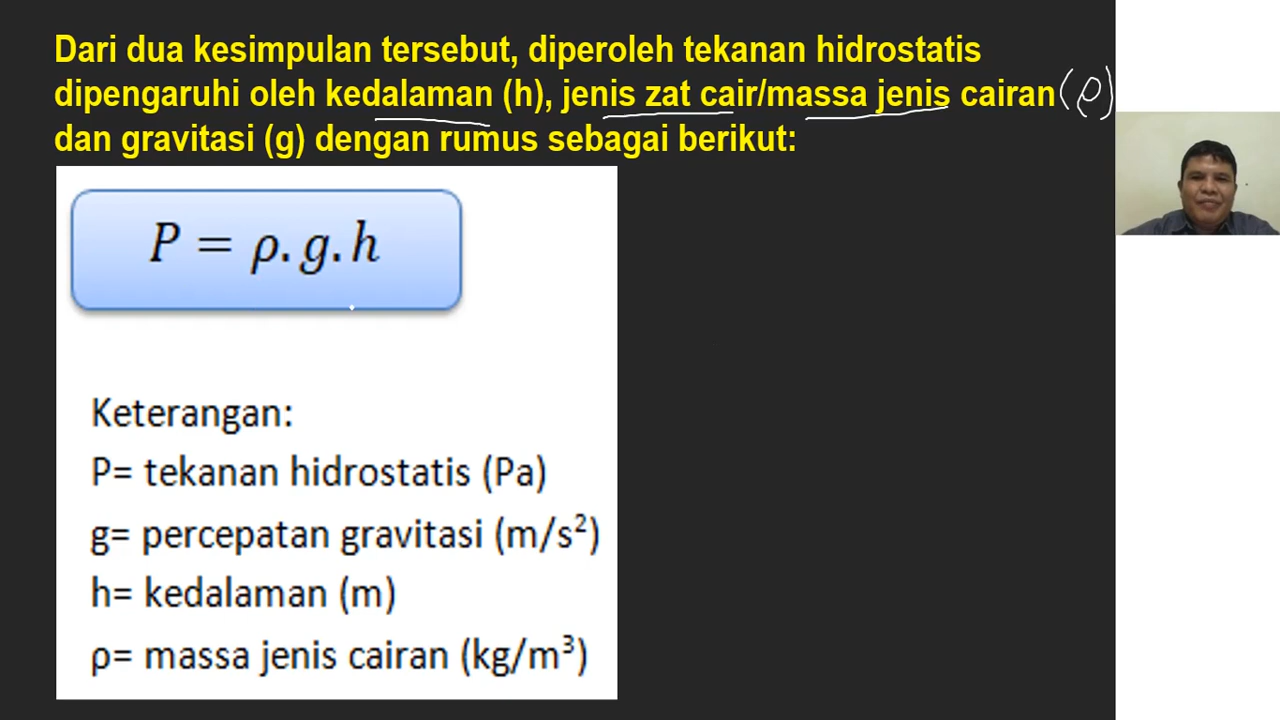 Dari dua kesimpulan tersebut, diperoleh tekanan hidrostatis
dipengaruhi oleh kedalaman (h), jenis zat cair/massa jenis cairan (ρ)
dan gravitasi (g) dengan rumus sebagai berikut:
P = ρ. g. h
Keterangan:
P= tekanan hidrostatis (Pa)
g= percepatan gravitasi (m/s²)
h= kedalaman (m)
ρ= massa jenis cairan (kg/m³)